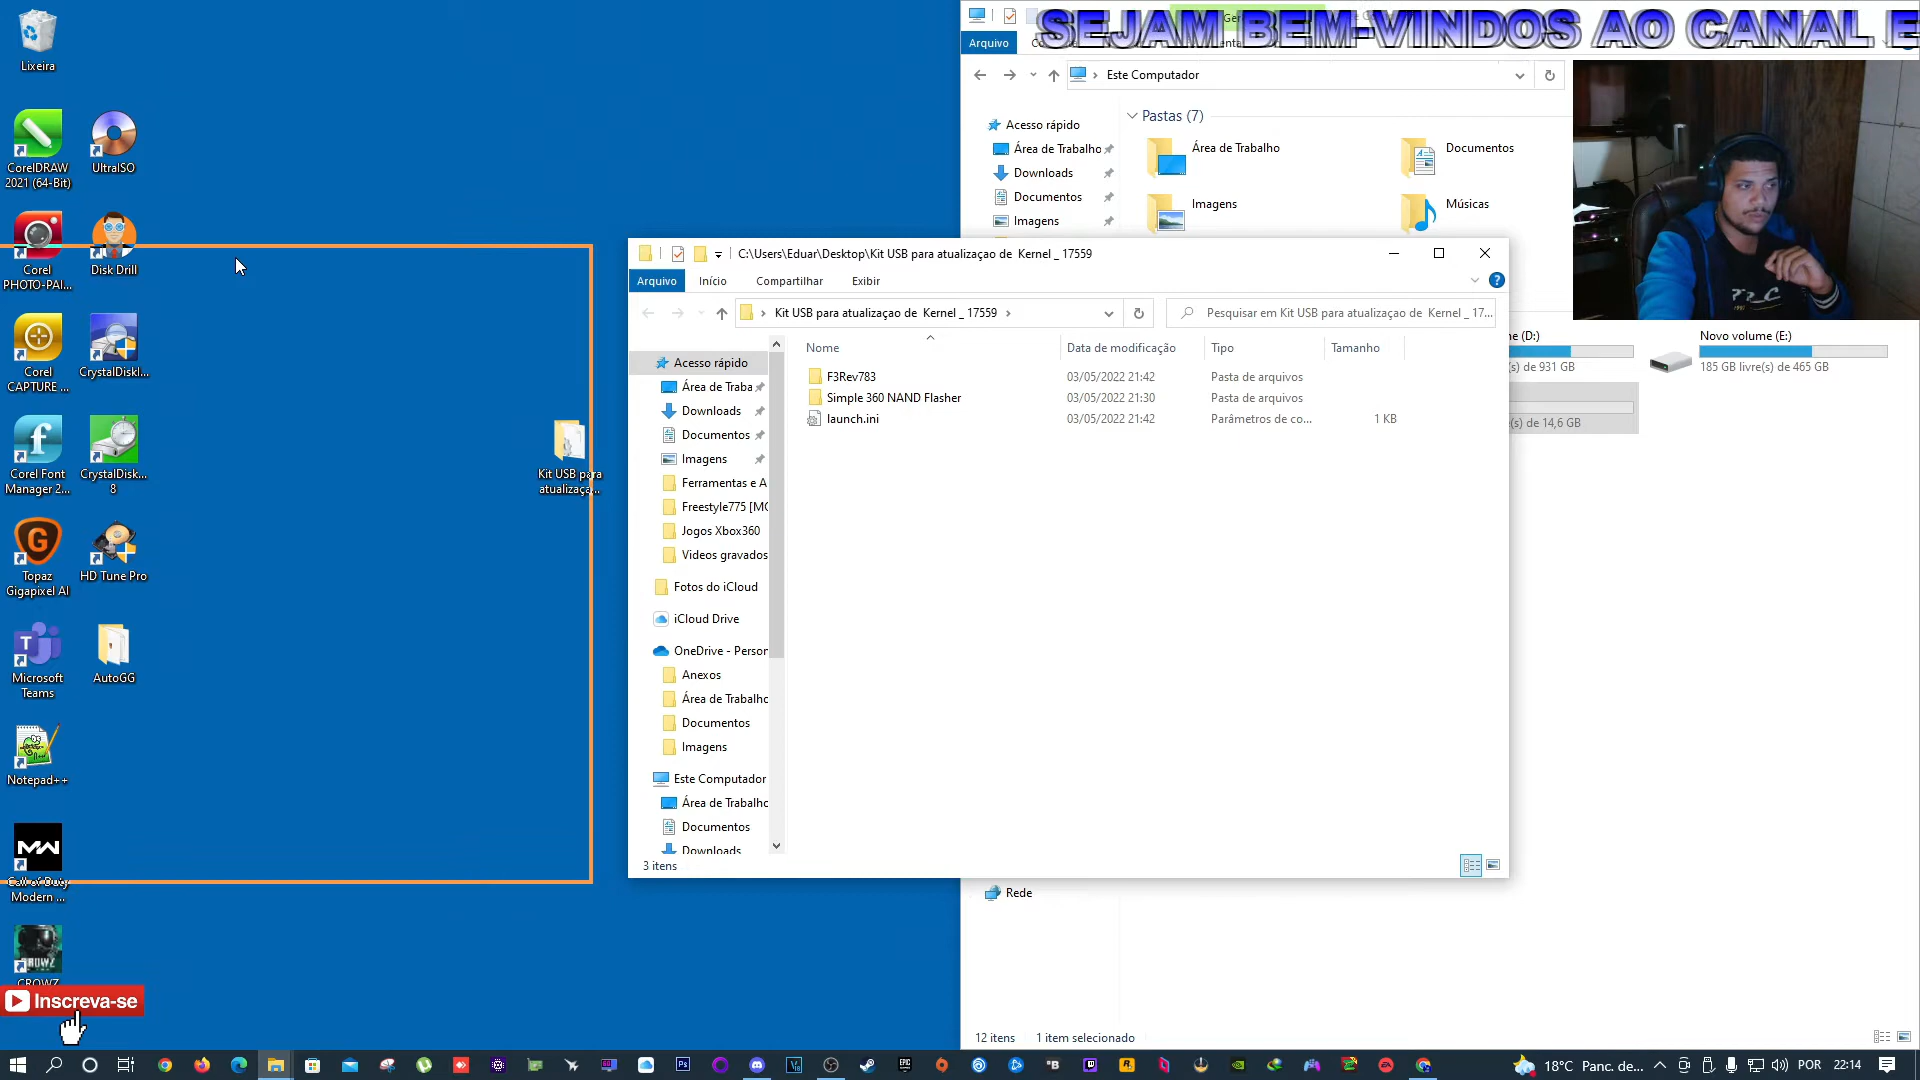 Lixeira
CorelDRAW
2021 (64-Bit)
UltraISO
Corel
PHOTO-PAI...
Disk Drill
Corel
CAPTURE ...
CrystalDiskI...
Corel Font
Manager 2...
CrystalDisk...
8
Topaz
Gigapixel AI
HD Tune Pro
Microsoft
Teams
AutoGG
Notepad++
Call of Duty
Modern ...
CROWZ
Inscreva-se
Kit USB para
atualizaça...
SEJAM BEM-VINDOS AO CANAL E
Arquivo
Este Computador
Acesso rápido
Área de Trabalho
Downloads
Documentos
Imagens
Pastas (7)
Área de Trabalho
Documentos
Imagens
Músicas
C:\Users\Eduar\Desktop\Kit USB para atualizaçao de Kernel _ 17559
Arquivo
Início
Compartilhar
Exibir
Kit USB para atualizaçao de Kernel _ 17559
Pesquisar em Kit USB para atualizaçao de Kernel _ 17...
Nome
Data de modificação
Tipo
Tamanho
F3Rev783
03/05/2022 21:42
Pasta de arquivos
Simple 360 NAND Flasher
03/05/2022 21:30
Pasta de arquivos
launch.ini
03/05/2022 21:42
Parâmetros de co...
1 KB
Acesso rápido
Área de Traba
Downloads
Documentos
Imagens
Ferramentas e A
Freestyle775 [MO
Jogos Xbox360
Videos gravados
Fotos do iCloud
iCloud Drive
OneDrive - Person
Anexos
Área de Trabalho
Documentos
Imagens
Este Computador
Área de Trabalho
Documentos
Downloads
3 itens
(D:)
(s) de 931 GB
Novo volume (E:)
185 GB livre(s) de 465 GB
(s) de 14,6 GB
Rede
12 itens
1 item selecionado
18°C
Panc. de...
POR
22:14